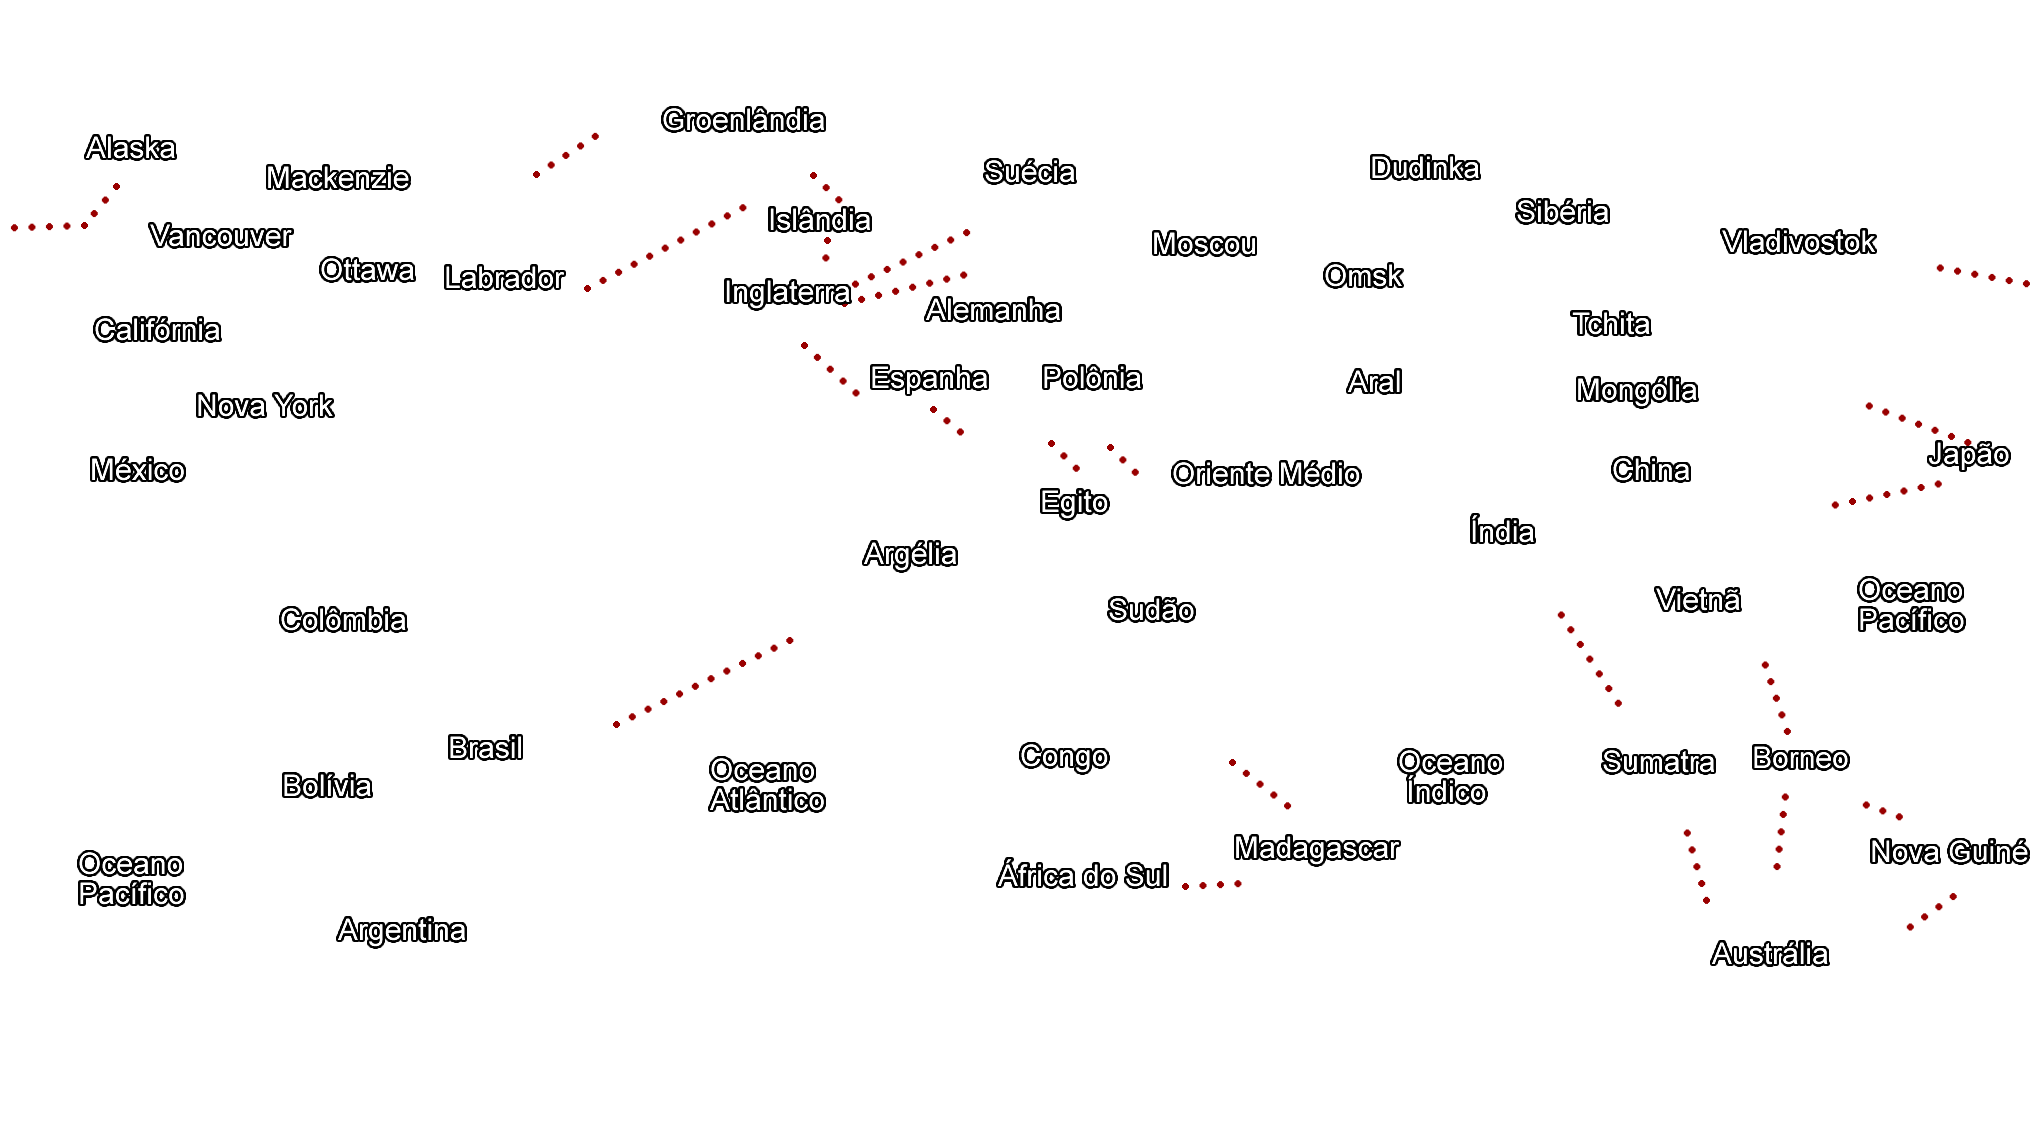 Groenlândia
Alaska
Mackenzie
Suécia
Dudinka
Sibéria
Islândia
Vancouver
Moscou
Vladivostok
Ottawa
Labrador
Omsk
Inglaterra
Alemanha
Califórnia
Tchita
Espanha
Polônia
Aral
Mongólia
Nova York
Japão
México
Oriente Médio
China
Egito
Índia
Argélia
Oceano
Pacífico
Vietnã
Sudão
Colômbia
Brasil
Congo
Borneo
Sumatra
Oceano
Índico
Oceano
Atlântico
Bolívia
Madagascar
Nova Guiné
Oceano
Pacífico
África do Sul
Argentina
Austrália